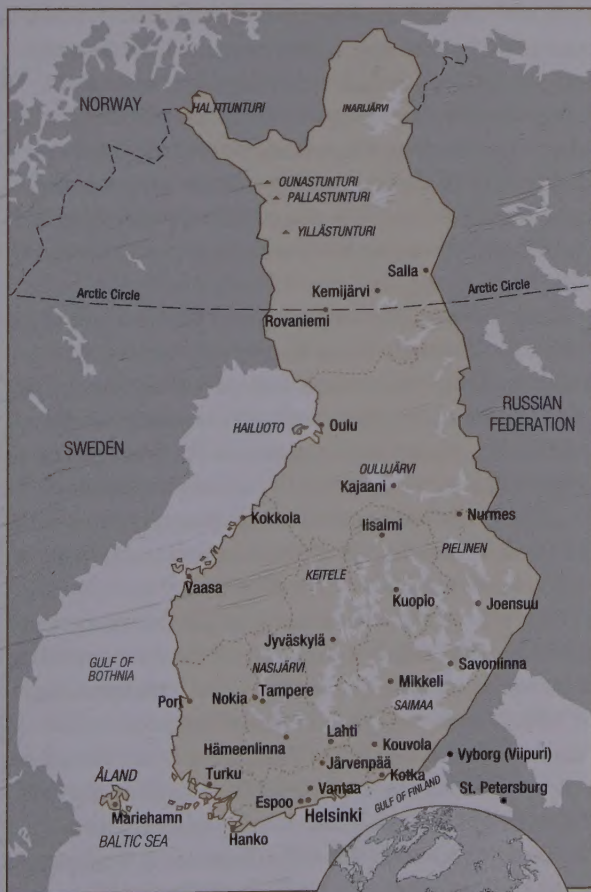 NORWAY
HALTITUNTURI
INARIJÄRVI
OUNASTUNTURI
PALLASTUNTURI
YILLÄSTUNTURI
Salla
Kemijärvi
Arctic Circle
Arctic Circle
Rovaniemi
RUSSIAN
FEDERATION
HAILUOTO
Oulu
SWEDEN
OULUJÄRVI
Kajaani
Kokkola
Nurmes
Iisalmi
PIELINEN
KEITELE
Vaasa
Kuopio
Joensuu
Jyväskylä
GULF OF
BOTHNIA
NASIJÄRVI
Savonlinna
Mikkeli
Pori
Nokia
Tampere
SAIMAA
Lahti
Hämeenlinna
Kouvola
Vyborg (Viipuri)
Järvenpää
ÅLAND
Turku
Kotka
Vantaa
St. Petersburg
GULF OF FINLAND
Espoo
Mariehamn
Helsinki
BALTIC SEA
Hanko